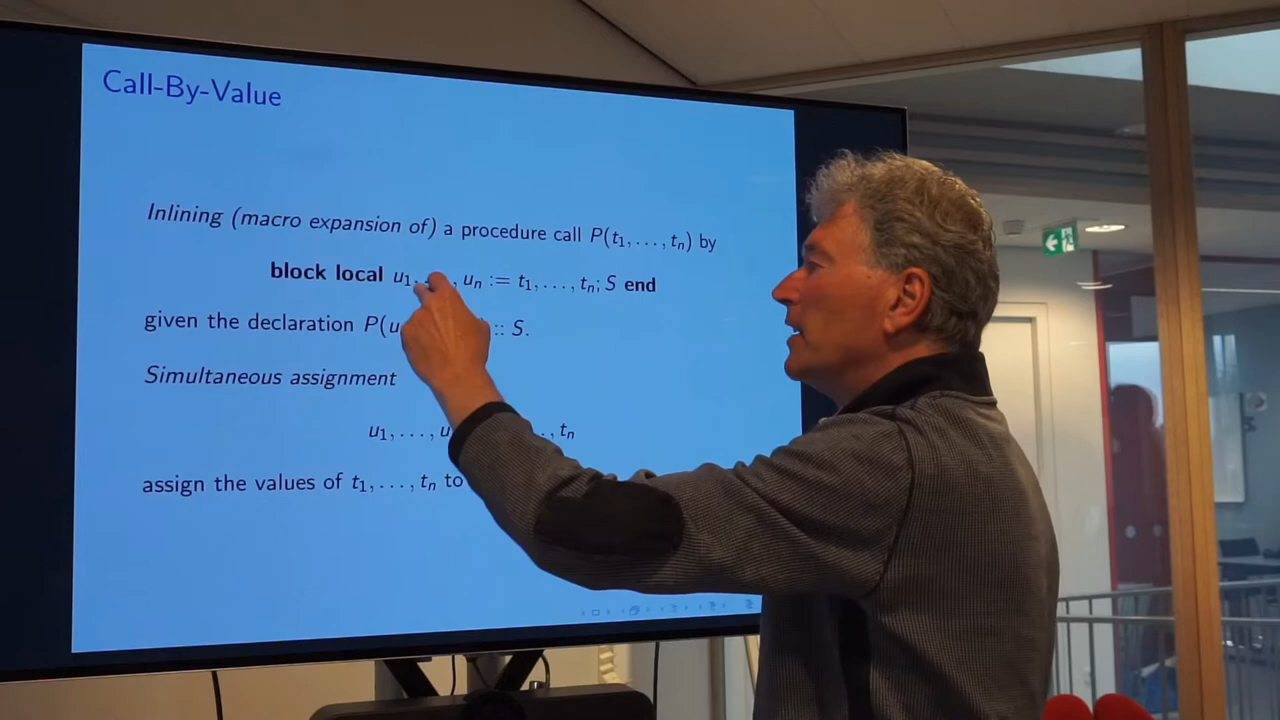 Call-By-Value
Inlining (macro expansion of) a procedure call P(t₁,...,tₙ) by
block local u₁, , uₙ := t₁,...,tₙ; S end
given the declaration P(u :: S.
Simultaneous assignment
u₁,...,u , tₙ
assign the values of t₁,...,tₙ to